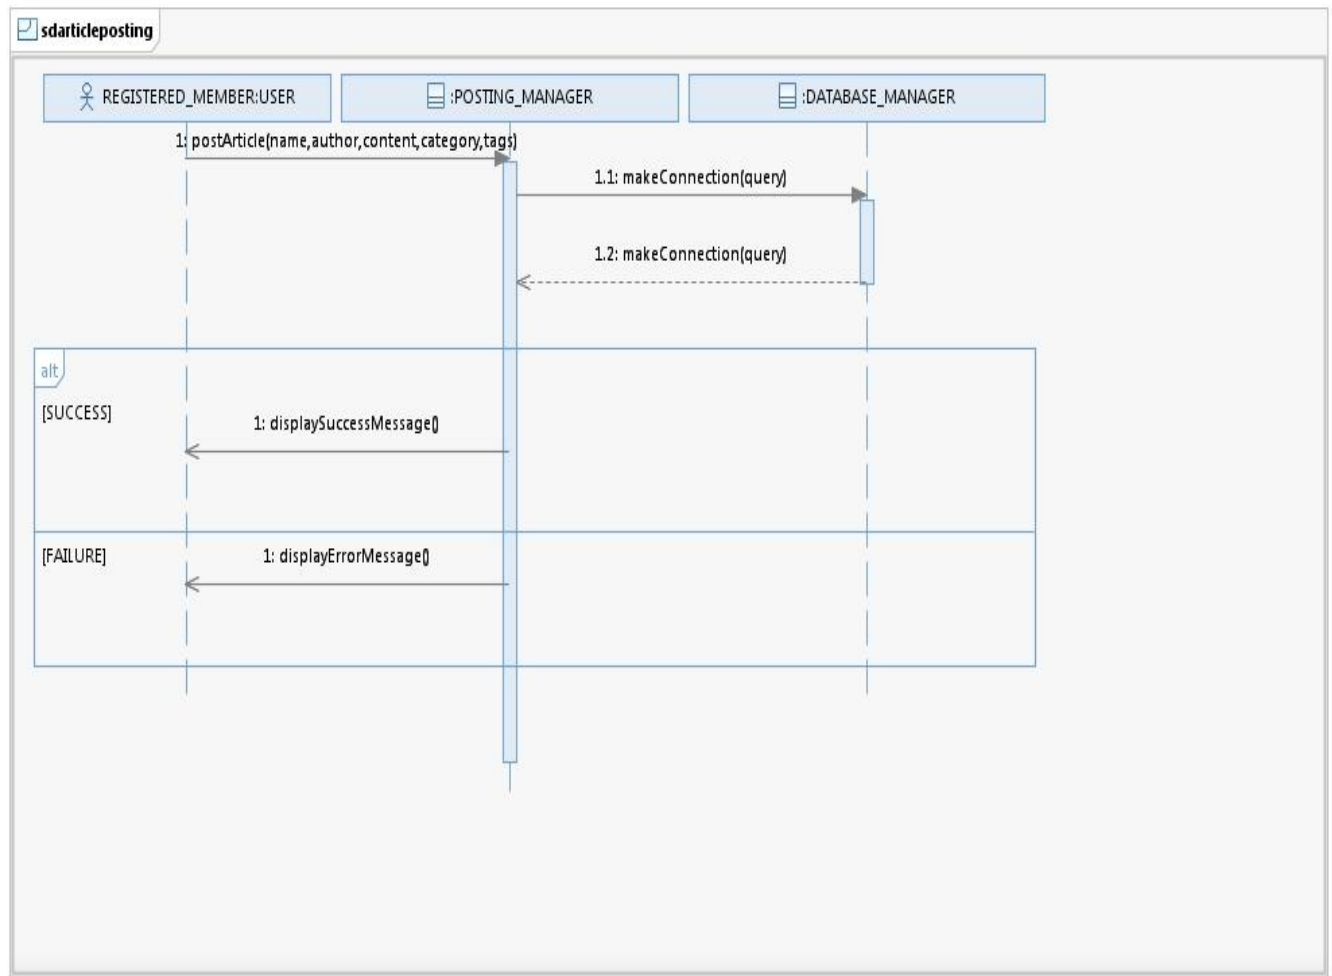 sdarticleposting
REGISTERED_MEMBER:USER
:POSTING_MANAGER
:DATABASE_MANAGER
1: postArticle(name,author,content,category,tags)
1.1: makeConnection(query)
1.2: makeConnection(query)
alt
[SUCCESS]
1: displaySuccessMessage()
[FAILURE]
1: displayErrorMessage()